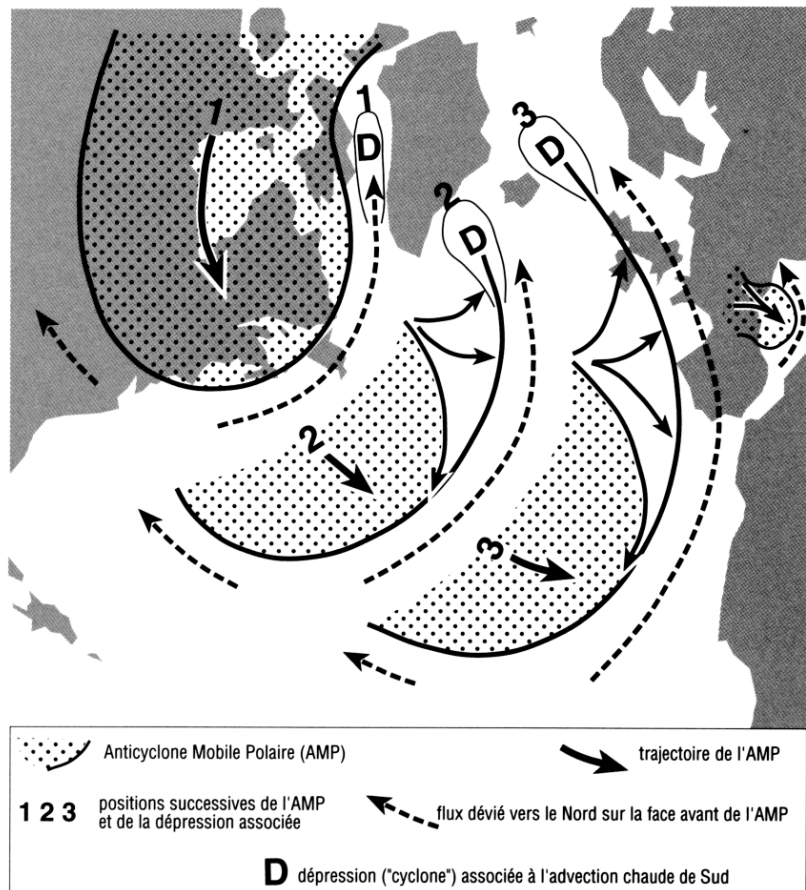 1
1
D
3
D
2
D
2
3
Anticyclone Mobile Polaire (AMP)
trajectoire de l'AMP
1 2 3 positions successives de l'AMP
et de la dépression associée
flux dévié vers le Nord sur la face avant de l'AMP
D dépression ("cyclone") associée à l'advection chaude de Sud